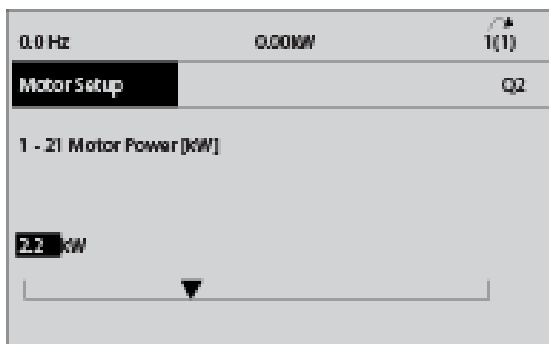 0.0 Hz 0.00kW 1(1)
Motor Setup Q2
1 - 21 Motor Power [kW]
2.2 kW